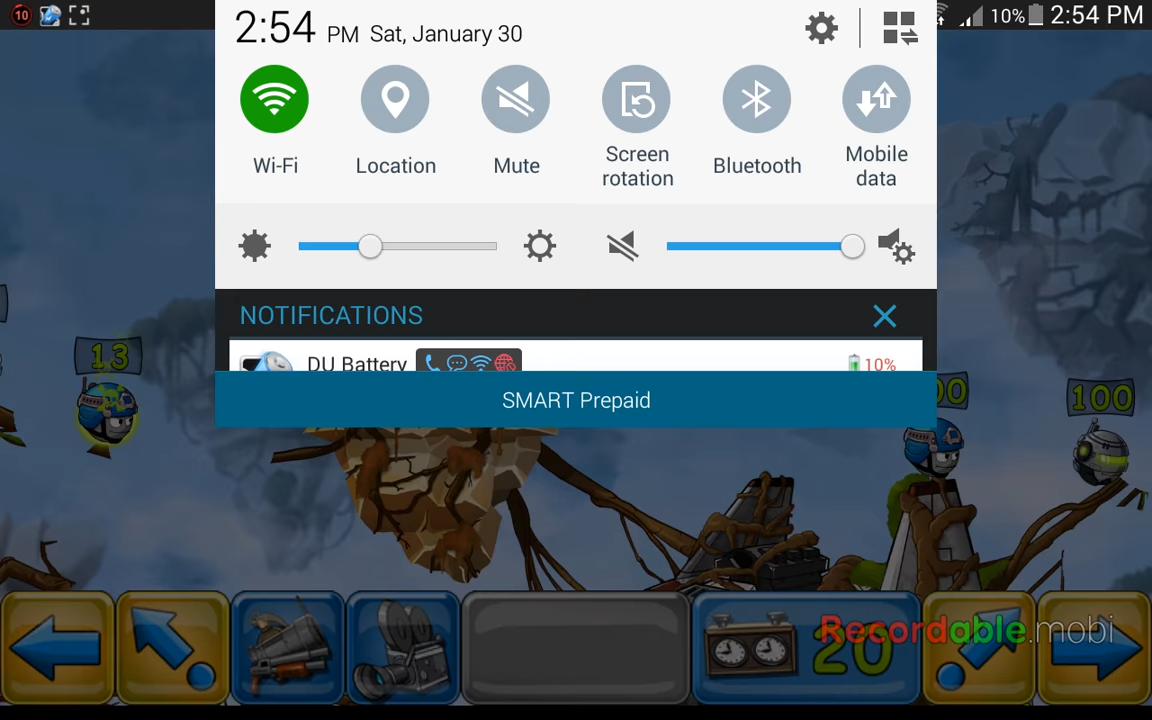 10
10%
2:54 PM
2:54 PM Sat, January 30
Wi-Fi
Location
Mute
Screen
rotation
Bluetooth
Mobile
data
NOTIFICATIONS
DU Battery
10%
SMART Prepaid
13
100
20
Recordable.mobi